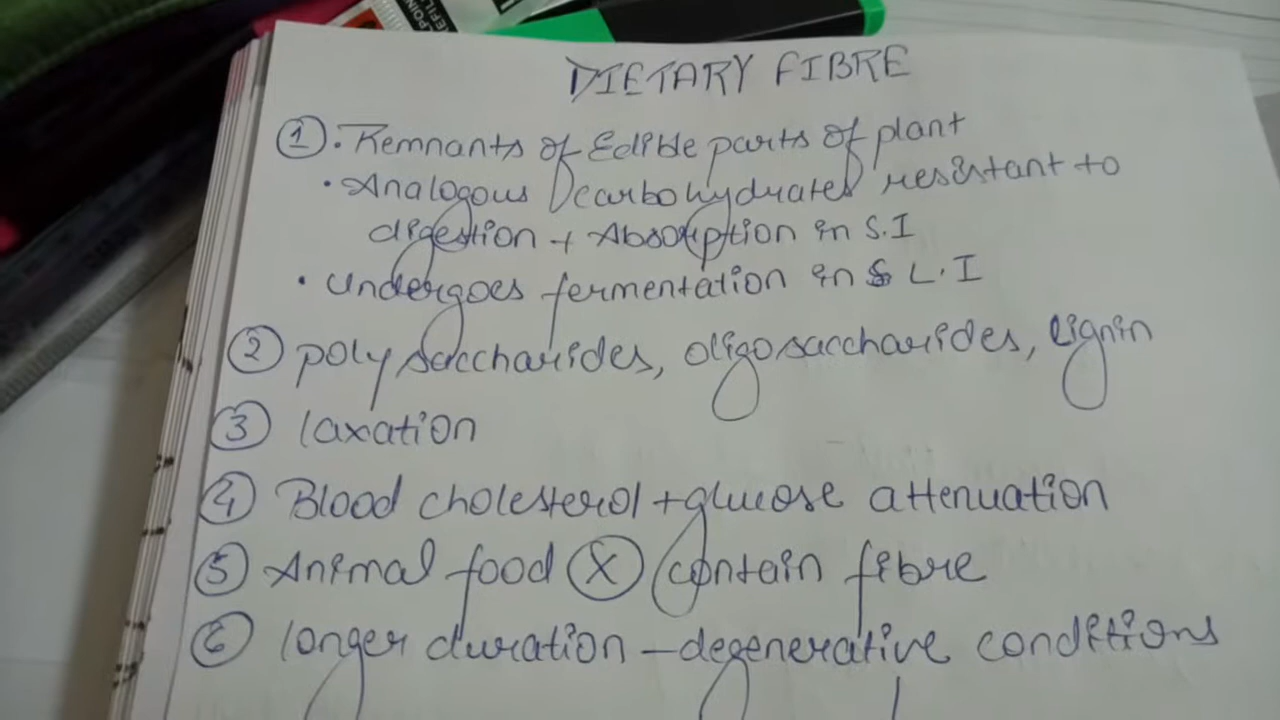 DIETARY FIBRE
① • Remnants of Edible parts of plant
• Analogous carbohydrates resistant to
digestion + Absorption in S.I
• Undergoes fermentation in L.I
② polysaccharides, oligosaccharides, lignin
③ laxation
④ Blood cholesterol + glucose attenuation
⑤ Animal food ⓧ contain fibre
⑥ longer duration – degenerative conditions